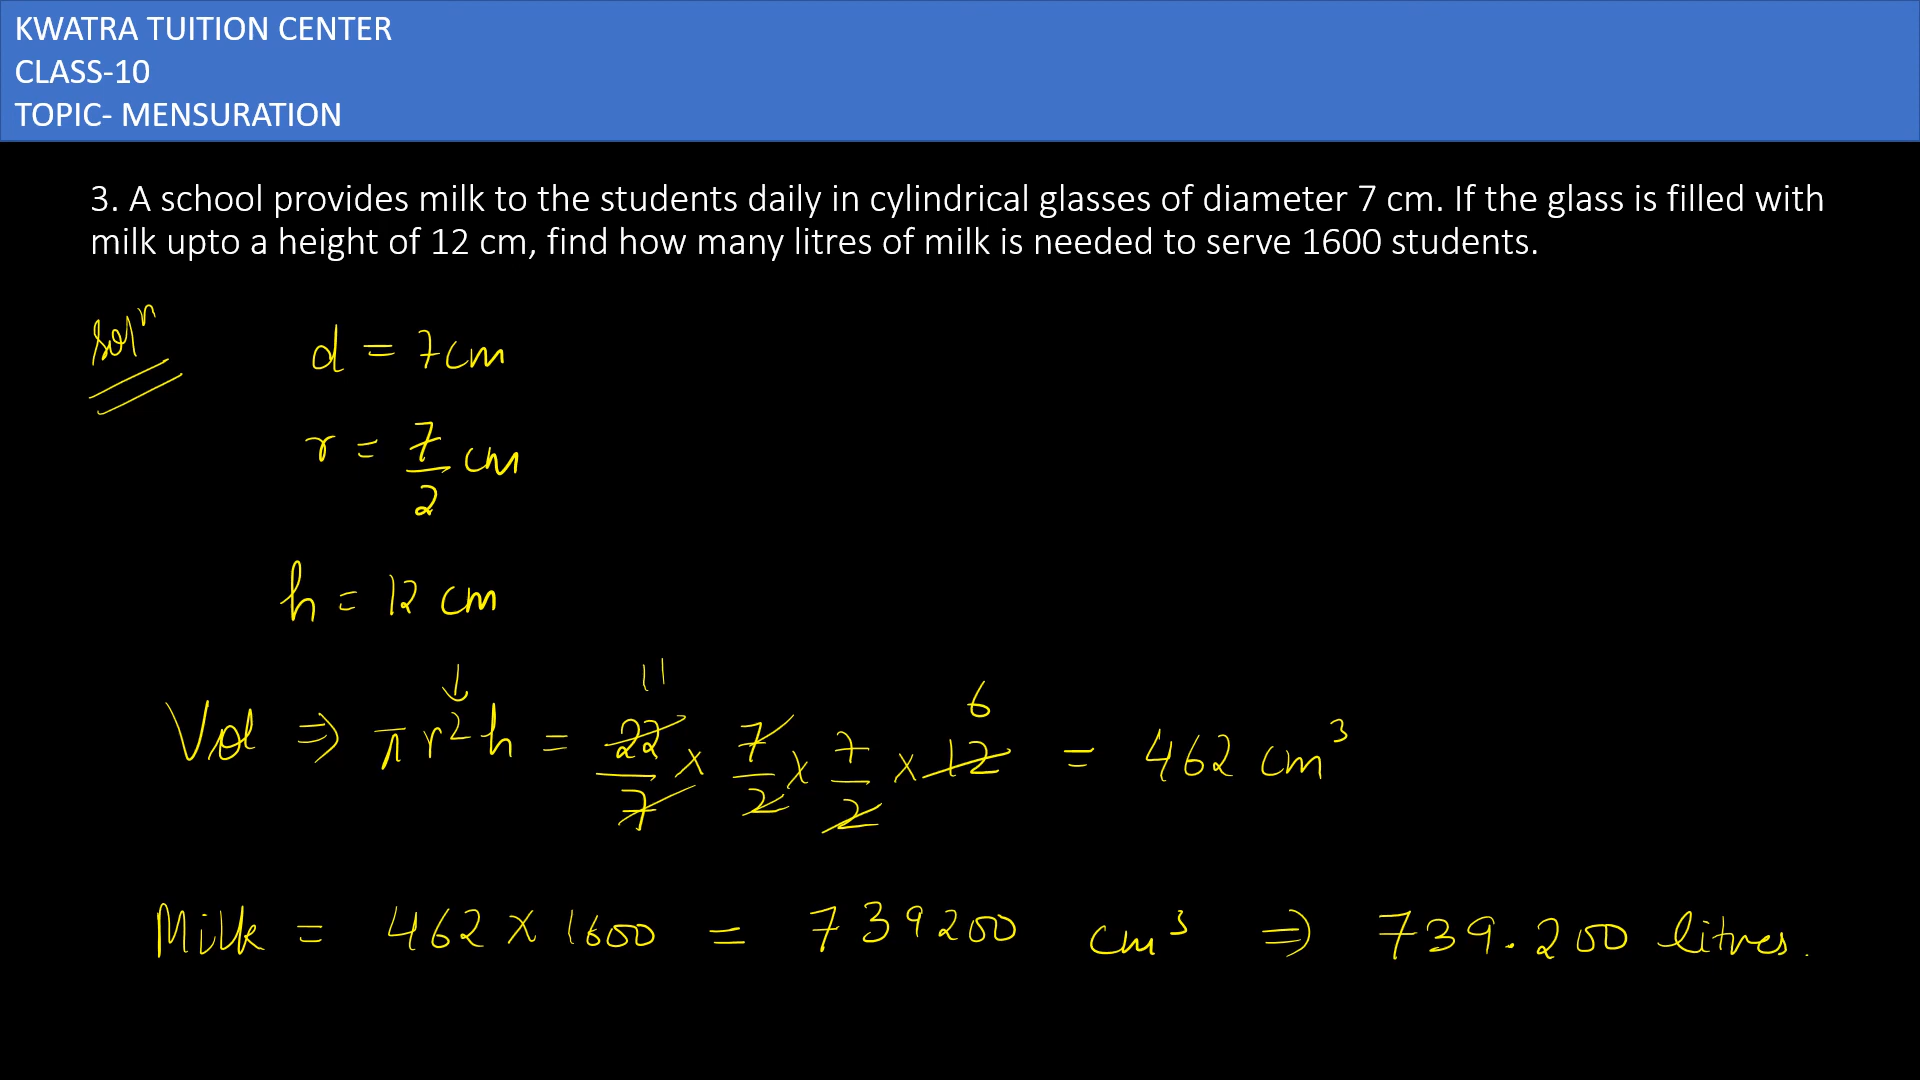 KWATRA TUITION CENTER
CLASS-10
TOPIC- MENSURATION
3. A school provides milk to the students daily in cylindrical glasses of diameter 7 cm. If the glass is filled with
milk upto a height of 12 cm, find how many litres of milk is needed to serve 1600 students.
Solⁿ
d = 7cm
r = 7/2 cm
h = 12 cm
11 6
Vol ⇒ πr²h = 22/7 × 7/2 × 7/2 × 12 = 462 cm³
Milk = 462 × 1600 = 739200 cm³ ⇒ 739.200 litres.